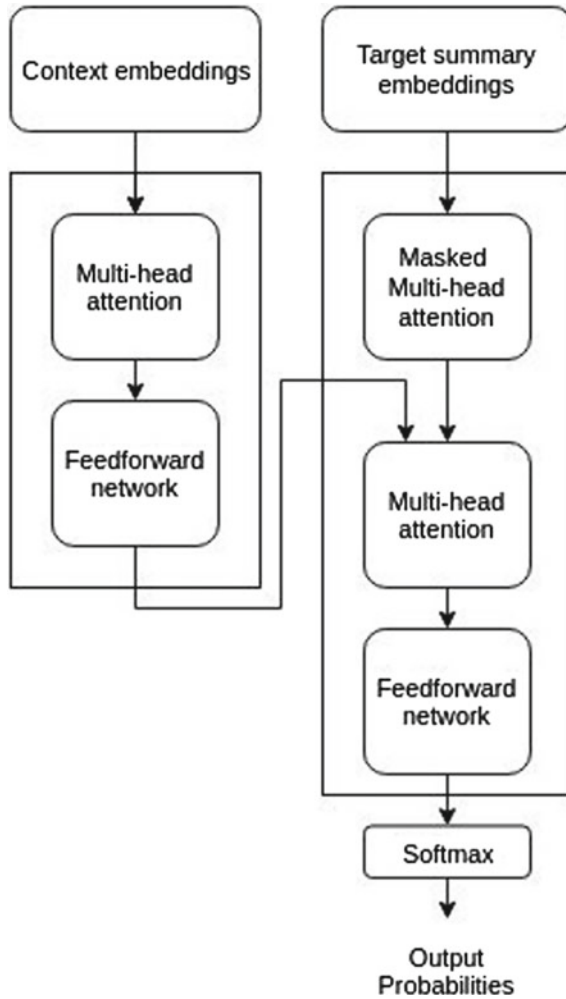 Context embeddings
Target summary
embeddings
Multi-head
attention
Feedforward
network
Masked
Multi-head
attention
Multi-head
attention
Feedforward
network
Softmax
Output
Probabilities